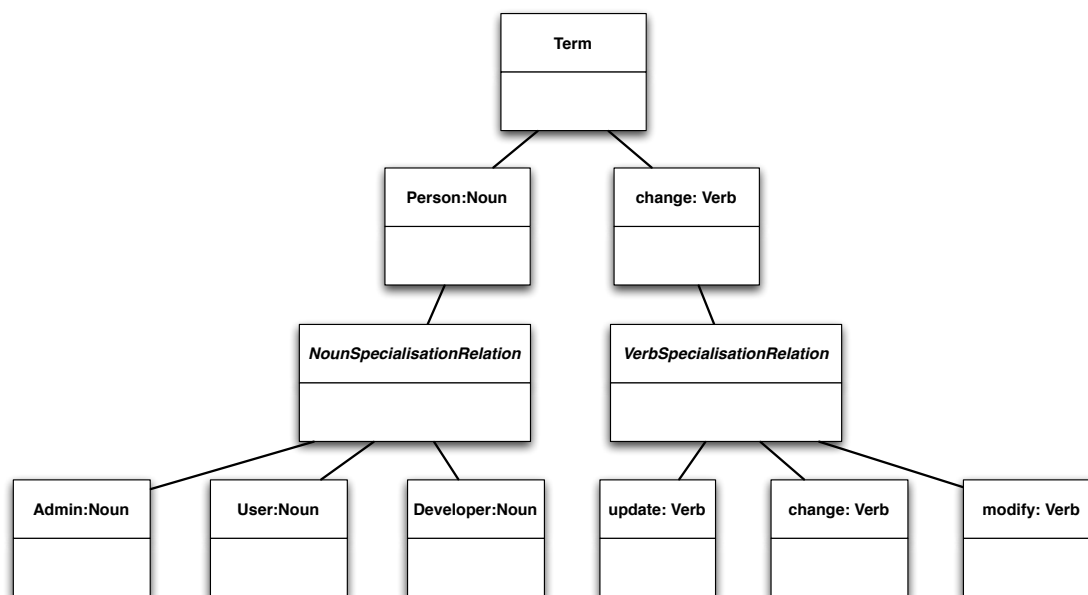 Term
Person:Noun
change: Verb
NounSpecialisationRelation
VerbSpecialisationRelation
Admin:Noun
User:Noun
Developer:Noun
update: Verb
change: Verb
modify: Verb